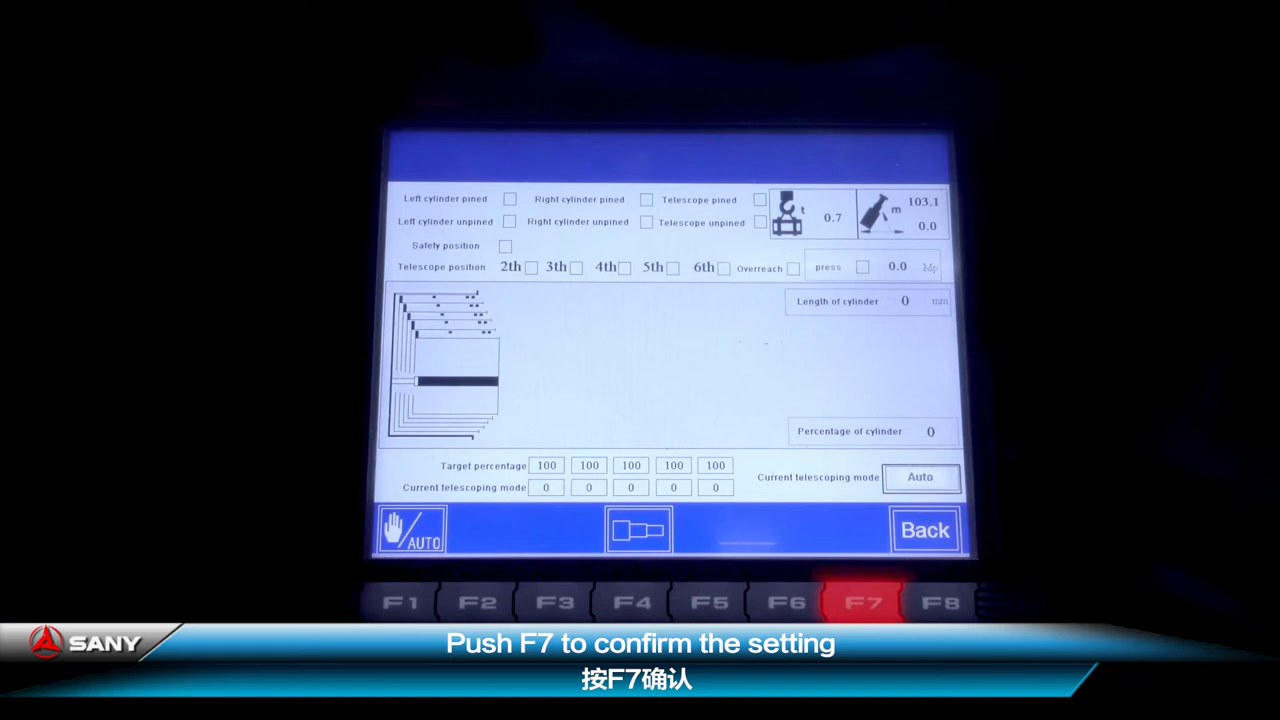 Left cylinder pined Right cylinder pined Telescope pined
Left cylinder unpined Right cylinder unpined Telescope unpined
t 0.7 m 103.1
0.0
Safety position
Telescope position 2th 3th 4th 5th 6th Overreach press 0.0 Mp
Length of cylinder 0 mm
Percentage of cylinder 0
Target percentage 100 100 100 100 100
Current telescoping mode 0 0 0 0 0
Current telescoping mode Auto
/AUTO Back
F1 F2 F3 F4 F5 F6 F7 F8
SANY
Push F7 to confirm the setting
按F7确认